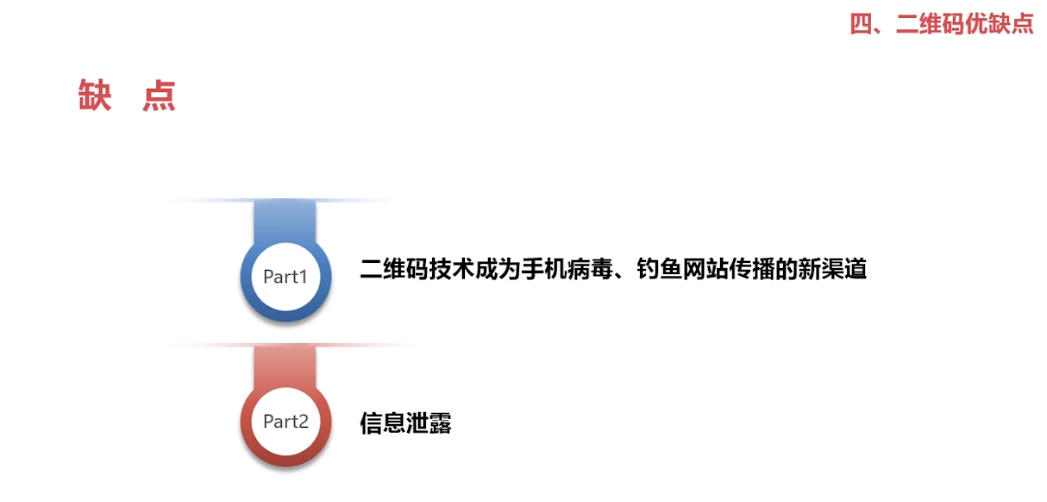 四、二维码优缺点
缺 点
Part1
二维码技术成为手机病毒、钓鱼网站传播的新渠道
Part2
信息泄露